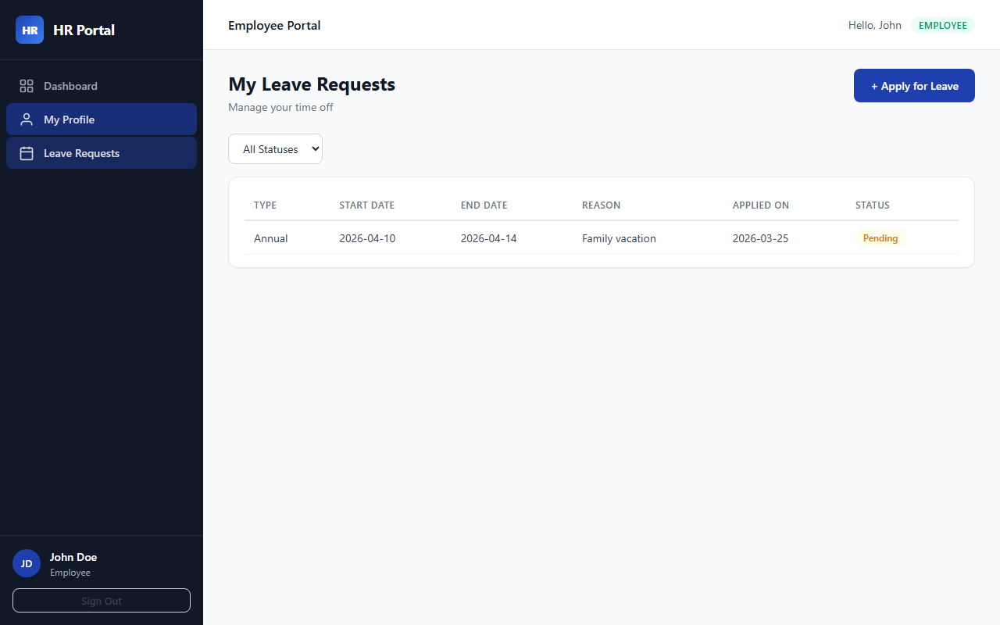 HR HR Portal
Dashboard
My Profile
Leave Requests
John Doe
JD
Employee
Sign Out
Employee Portal
Hello, John EMPLOYEE
My Leave Requests
Manage your time off
+ Apply for Leave
All Statuses
TYPE START DATE END DATE REASON APPLIED ON STATUS
Annual 2026-04-10 2026-04-14 Family vacation 2026-03-25 Pending